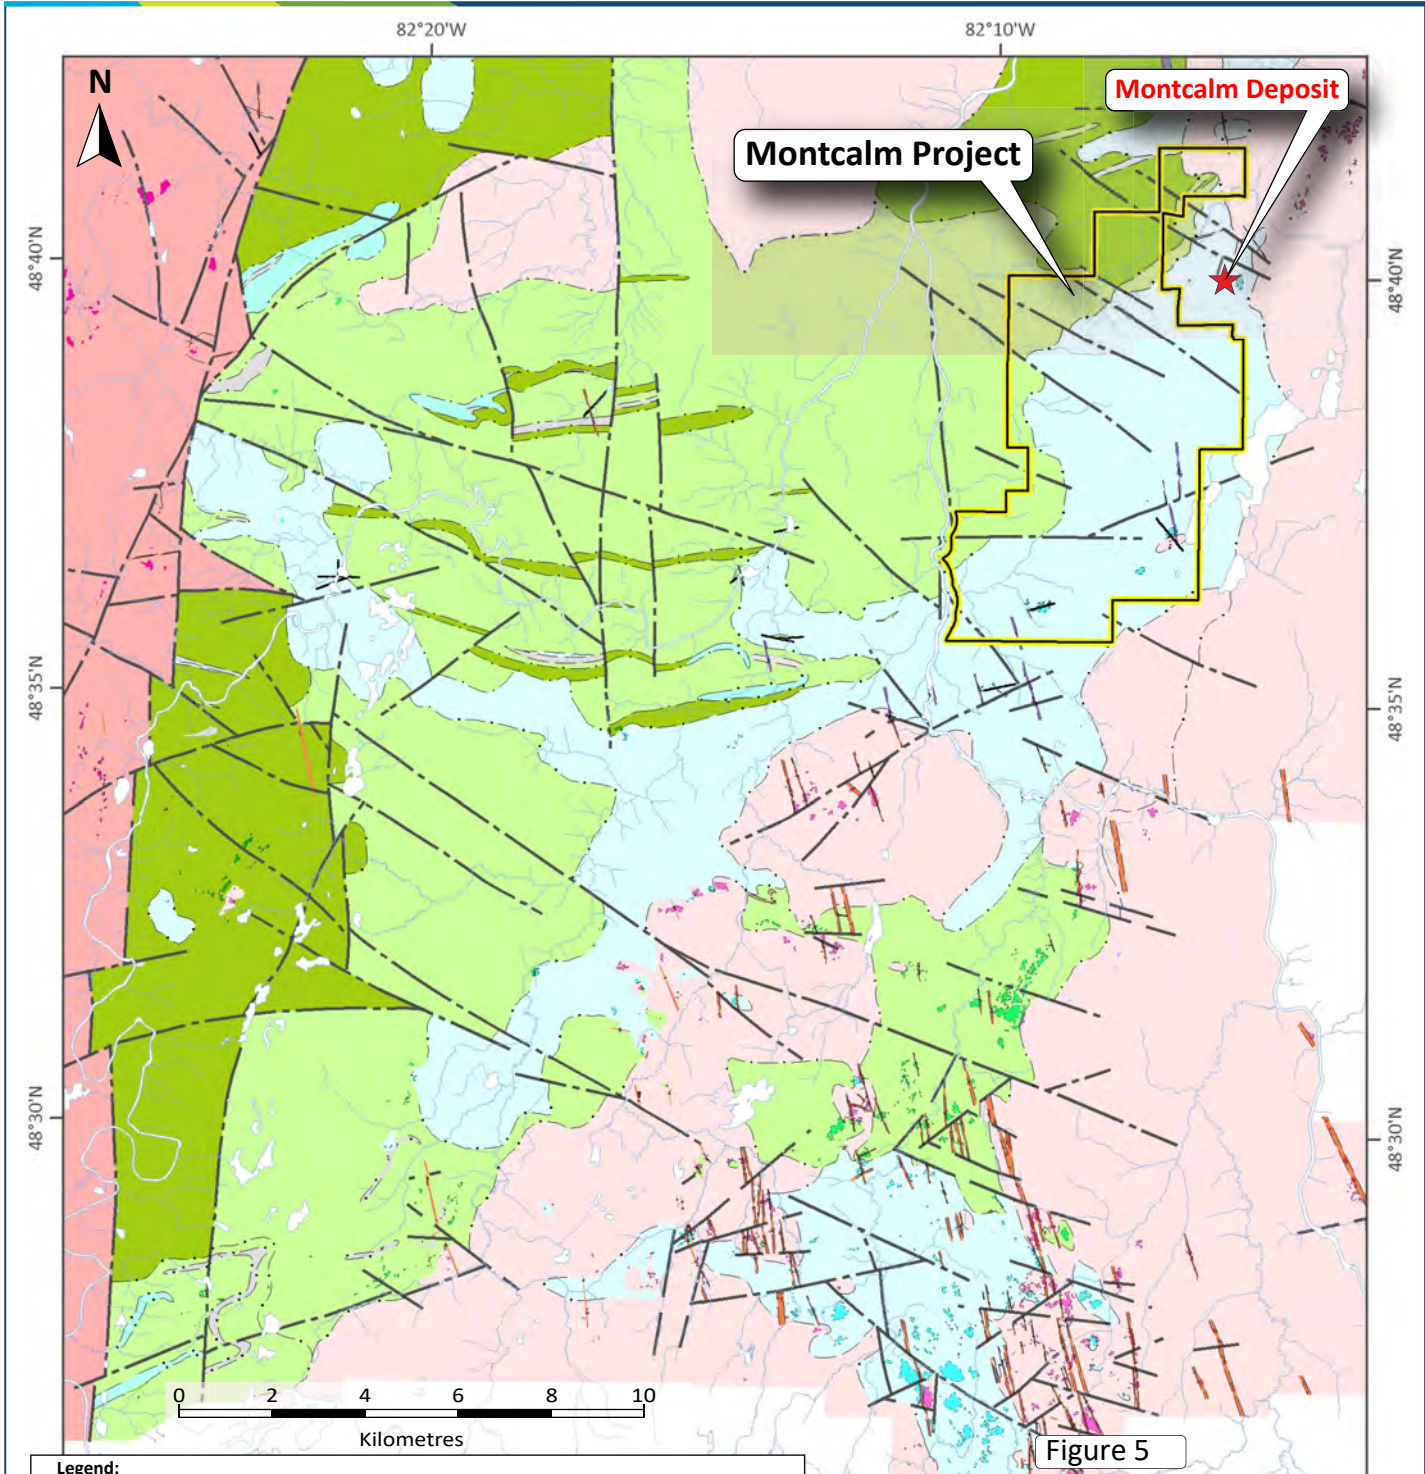 82°20'W
82°10'W
N
Montcalm Deposit
Montcalm Project
48°40'N
48°40'N
48°35'N
48°35'N
48°30'N
48°30'N
0 2 4 6 8 10
Kilometres
Figure 5
Legend: